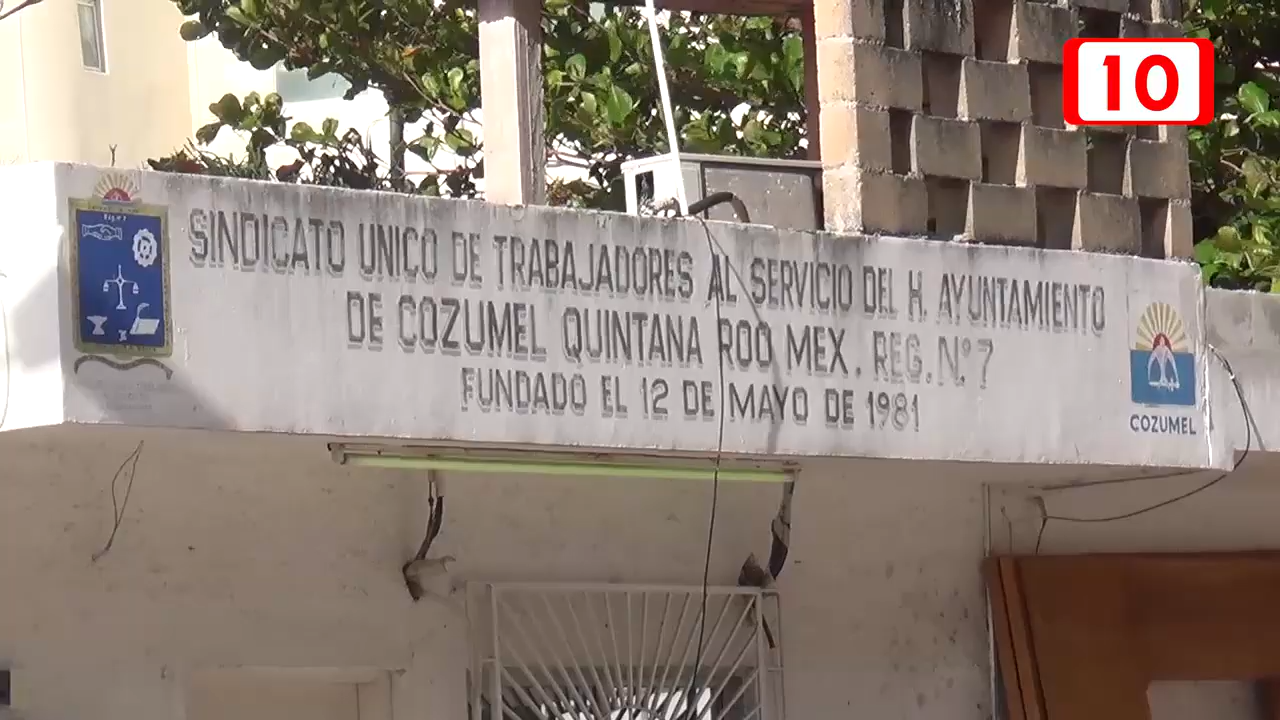 10
SINDICATO UNICO DE TRABAJADORES AL SERVICIO DEL H. AYUNTAMIENTO
DE COZUMEL QUINTANA ROO MEX. REG. N.º 7
FUNDADO EL 12 DE MAYO DE 1981
COZUMEL